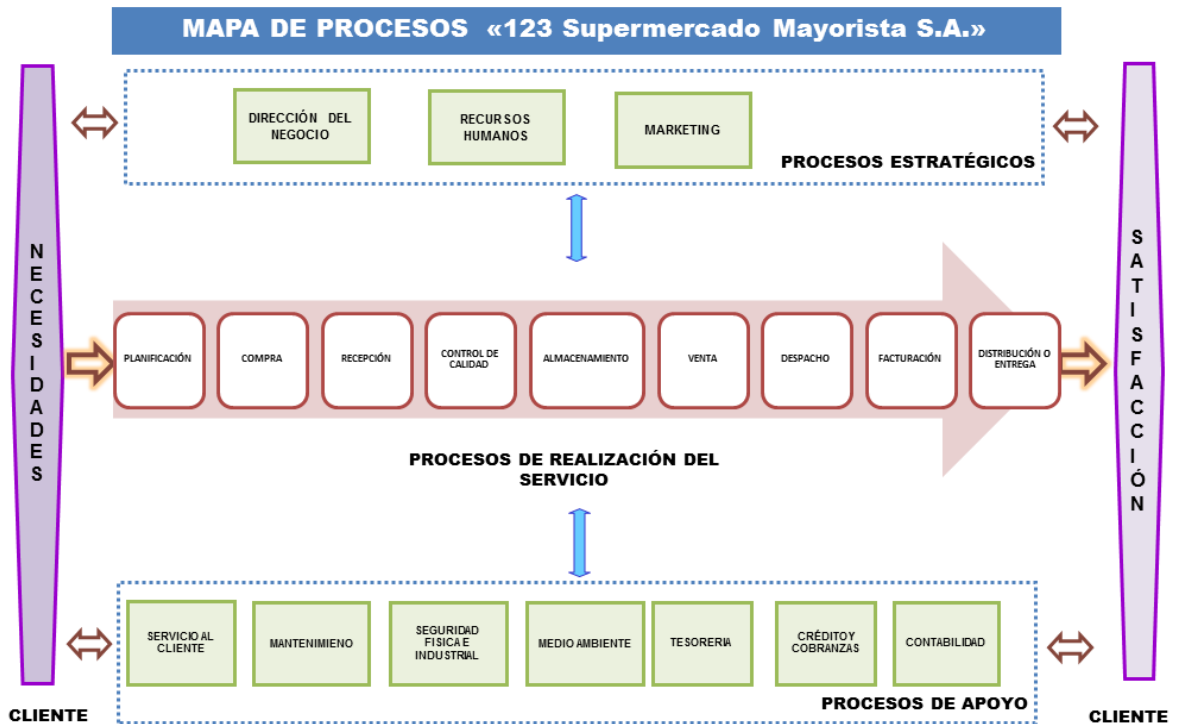 MAPA DE PROCESOS «123 Supermercado Mayorista S.A.»
DIRECCIÓN DEL
NEGOCIO
RECURSOS
HUMANOS
MARKETING
PROCESOS ESTRATÉGICOS
NECESIDADES
PLANIFICACIÓN
COMPRA
RECEPCIÓN
CONTROL DE
CALIDAD
ALMACENAMIENTO
VENTA
DESPACHO
FACTURACIÓN
DISTRIBUCIÓN O
ENTREGA
SATISFACCIÓN
PROCESOS DE REALIZACIÓN DEL
SERVICIO
SERVICIO AL
CLIENTE
MANTENIMIENO
SEGURIDAD
FISICA E
INDUSTRIAL
MEDIO AMBIENTE
TESORERIA
CRÉDITO Y
COBRANZAS
CONTABILIDAD
PROCESOS DE APOYO
CLIENTE
CLIENTE